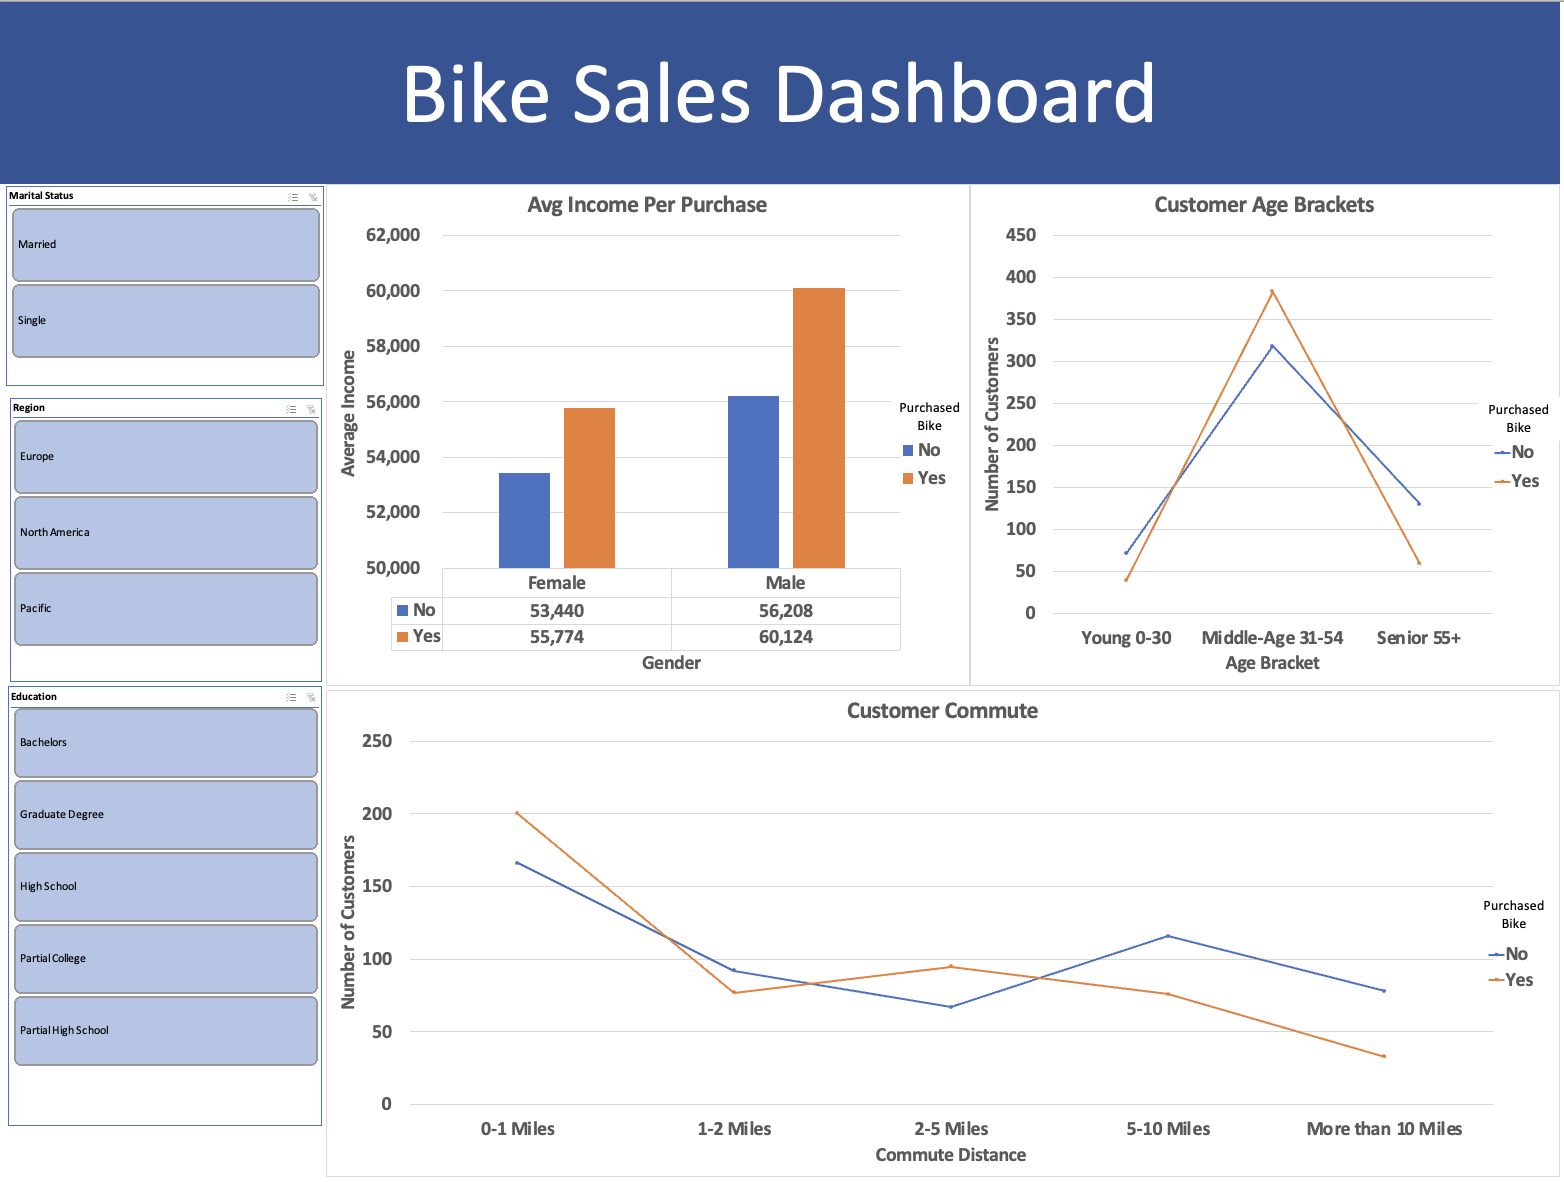 Bike Sales Dashboard
Marital Status
Married
Single
Region
Europe
North America
Pacific
Education
Bachelors
Graduate Degree
High School
Partial College
Partial High School
Avg Income Per Purchase
62,000
60,000
58,000
56,000
54,000
52,000
50,000
Average Income
Female Male
No 53,440 56,208
Yes 55,774 60,124
Gender
Purchased
Bike
No
Yes
Customer Age Brackets
450
400
350
300
250
200
150
100
50
0
Number of Customers
Young 0-30 Middle-Age 31-54 Senior 55+
Age Bracket
Purchased
Bike
No
Yes
Customer Commute
250
200
150
100
50
0
Number of Customers
0-1 Miles 1-2 Miles 2-5 Miles 5-10 Miles More than 10 Miles
Commute Distance
Purchased
Bike
No
Yes